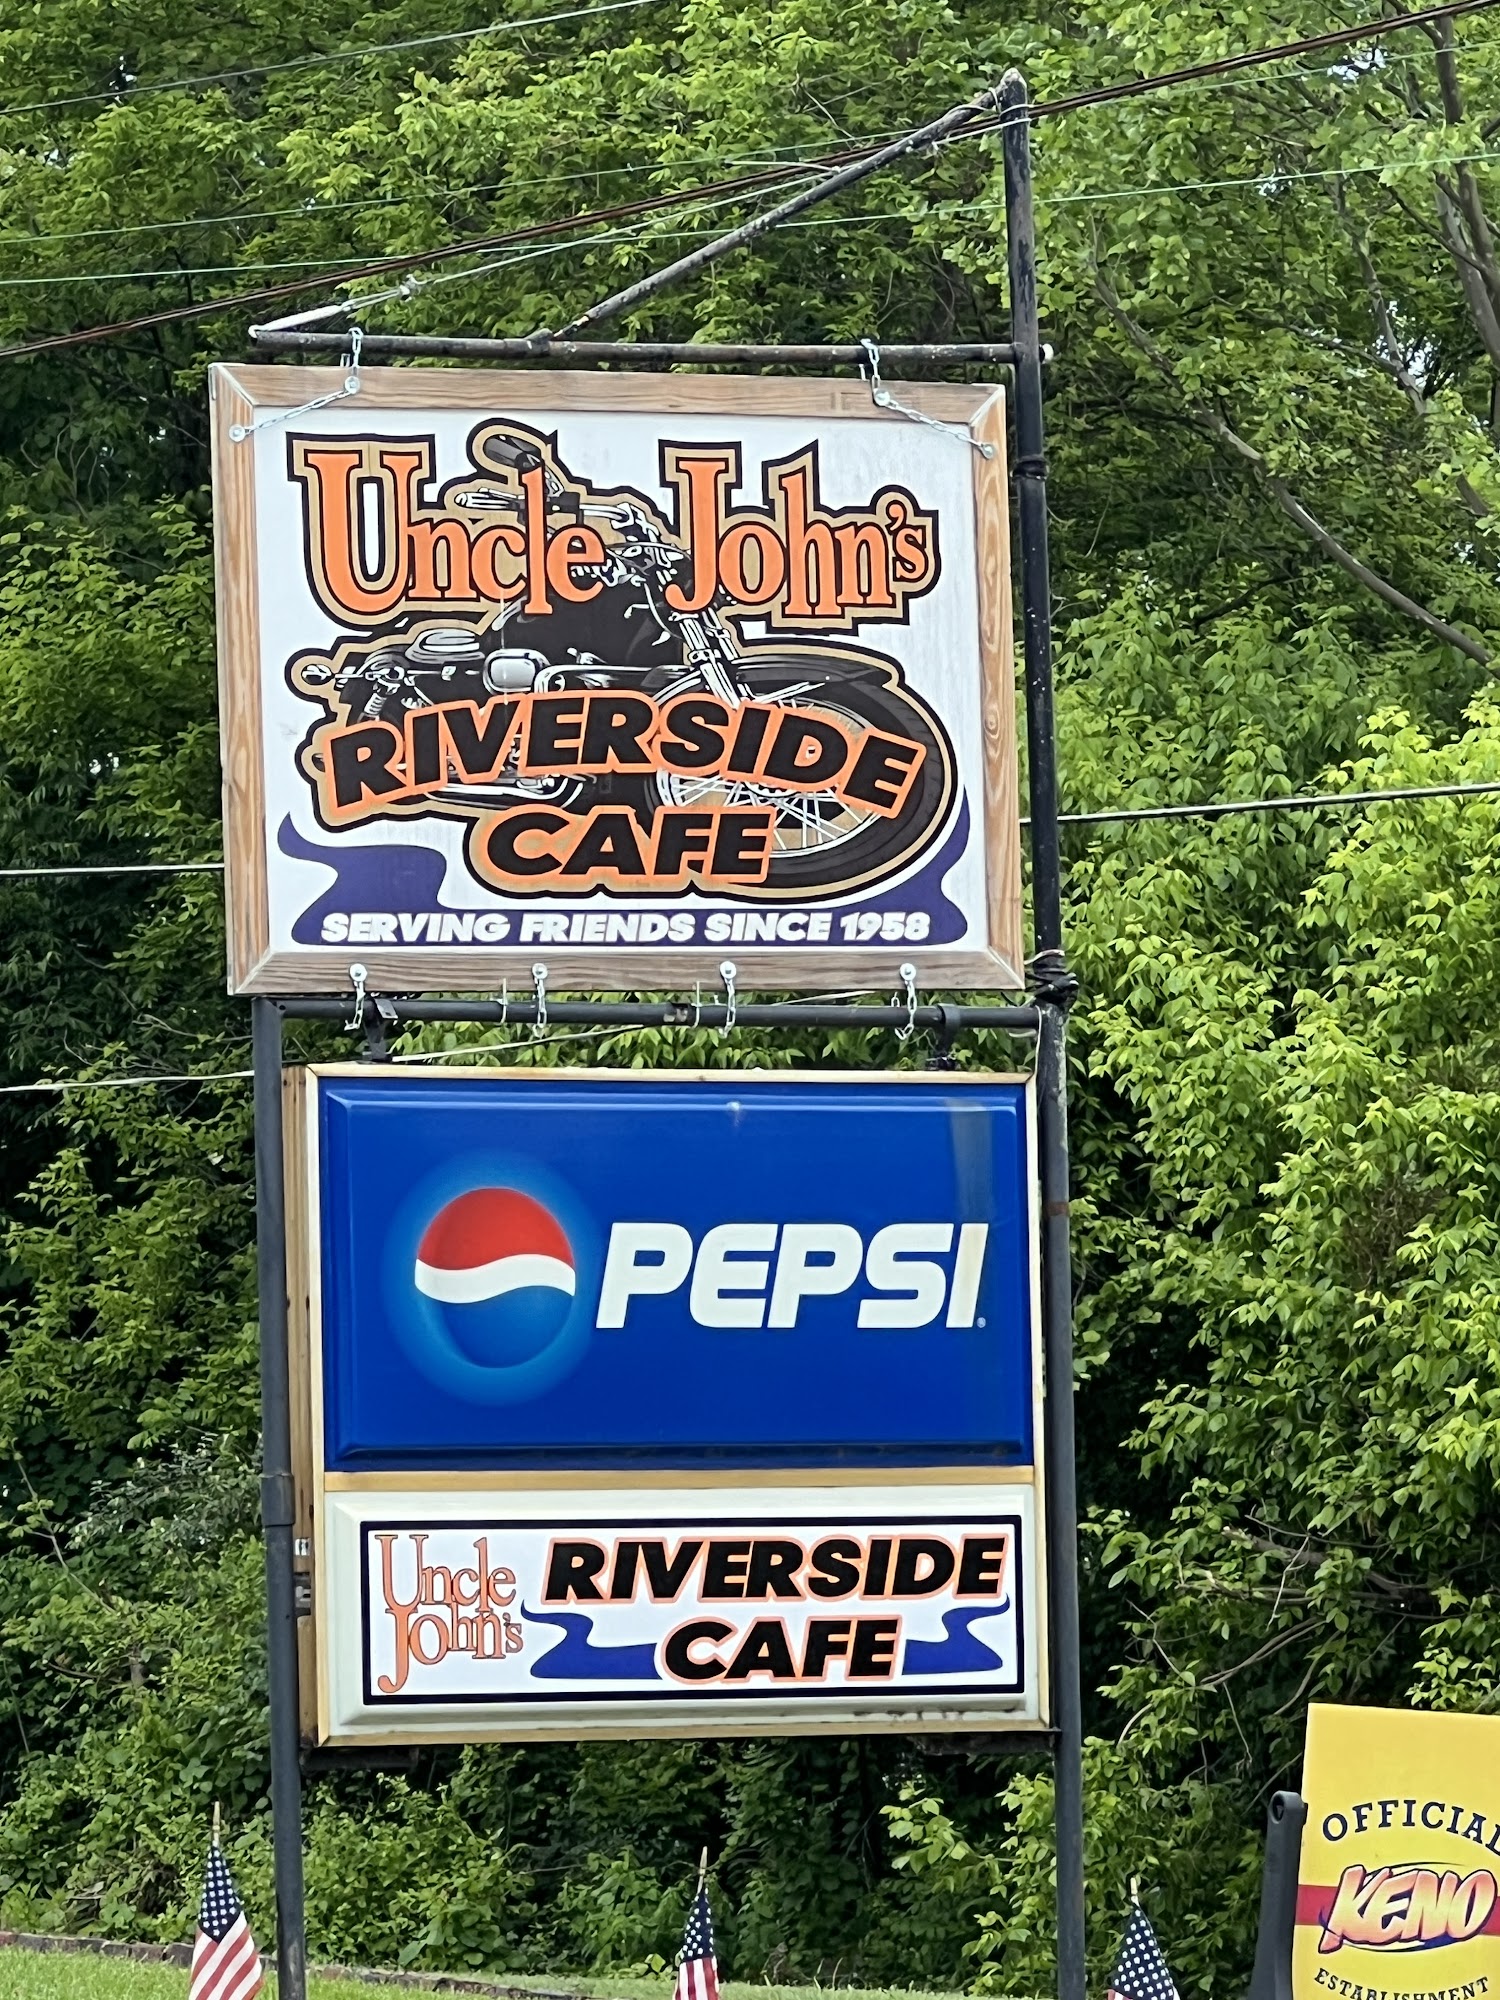 Uncle John's
RIVERSIDE
CAFE
SERVING FRIENDS SINCE 1958
PEPSI
Uncle
John's
RIVERSIDE
CAFE
OFFICIAL
KENO
ESTABLISHMENT